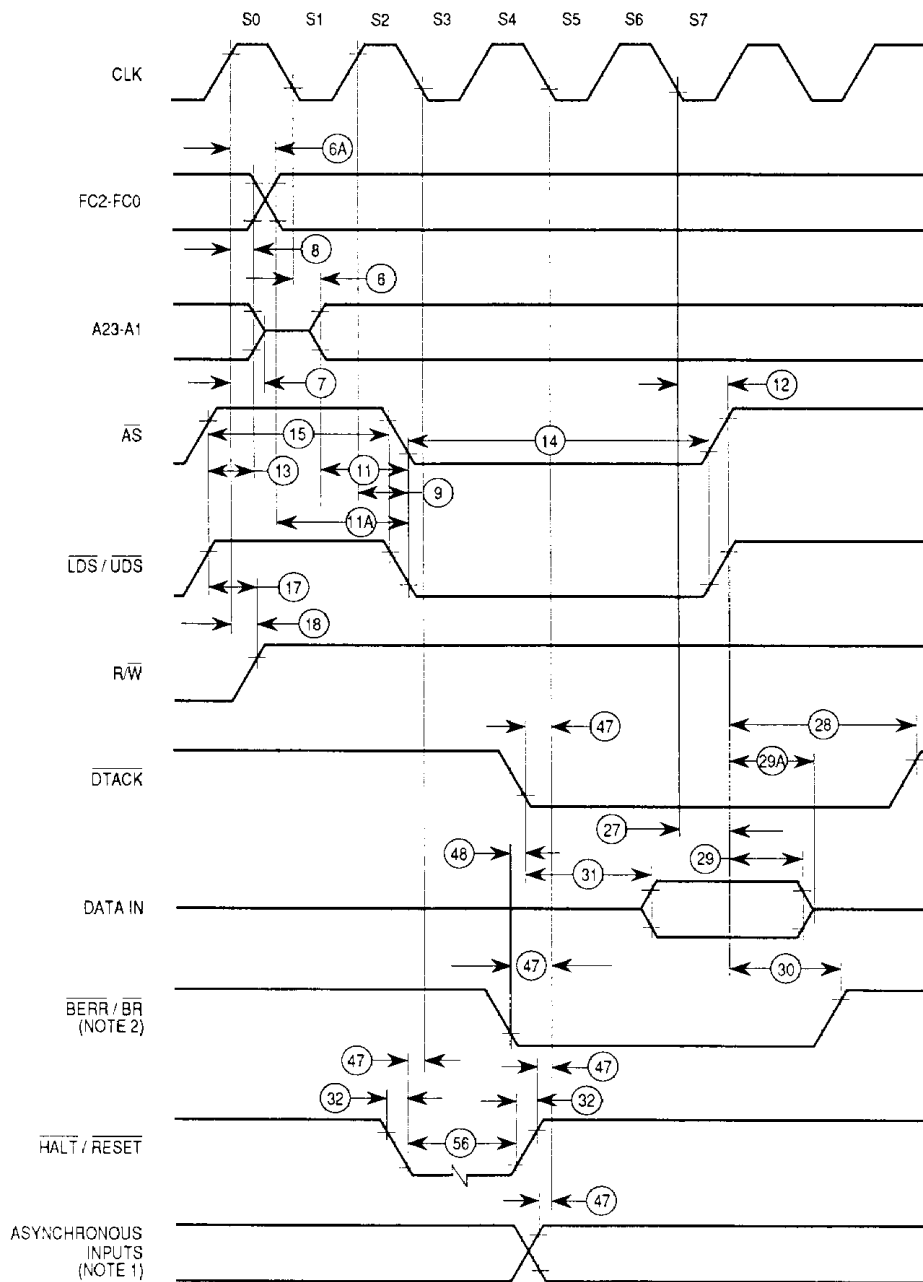 S0 S1 S2 S3 S4 S5 S6 S7
CLK
6A
FC2-FC0
8
6
A23-A1
7
12
AS
15
14
13
11
9
11A
LDS / UDS
17
18
R/W
47
28
DTACK
29A
27
48
29
31
DATA IN
47
30
BERR / BR
(NOTE 2)
47
47
32
32
HALT / RESET
56
47
ASYNCHRONOUS
INPUTS
(NOTE 1)